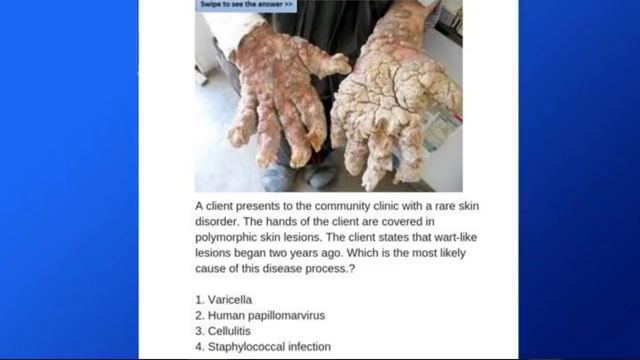 Swipe to see the answer >>
A client presents to the community clinic with a rare skin
disorder. The hands of the client are covered in
polymorphic skin lesions. The client states that wart-like
lesions began two years ago. Which is the most likely
cause of this disease process.?
1. Varicella
2. Human papillomarvirus
3. Cellulitis
4. Staphylococcal infection